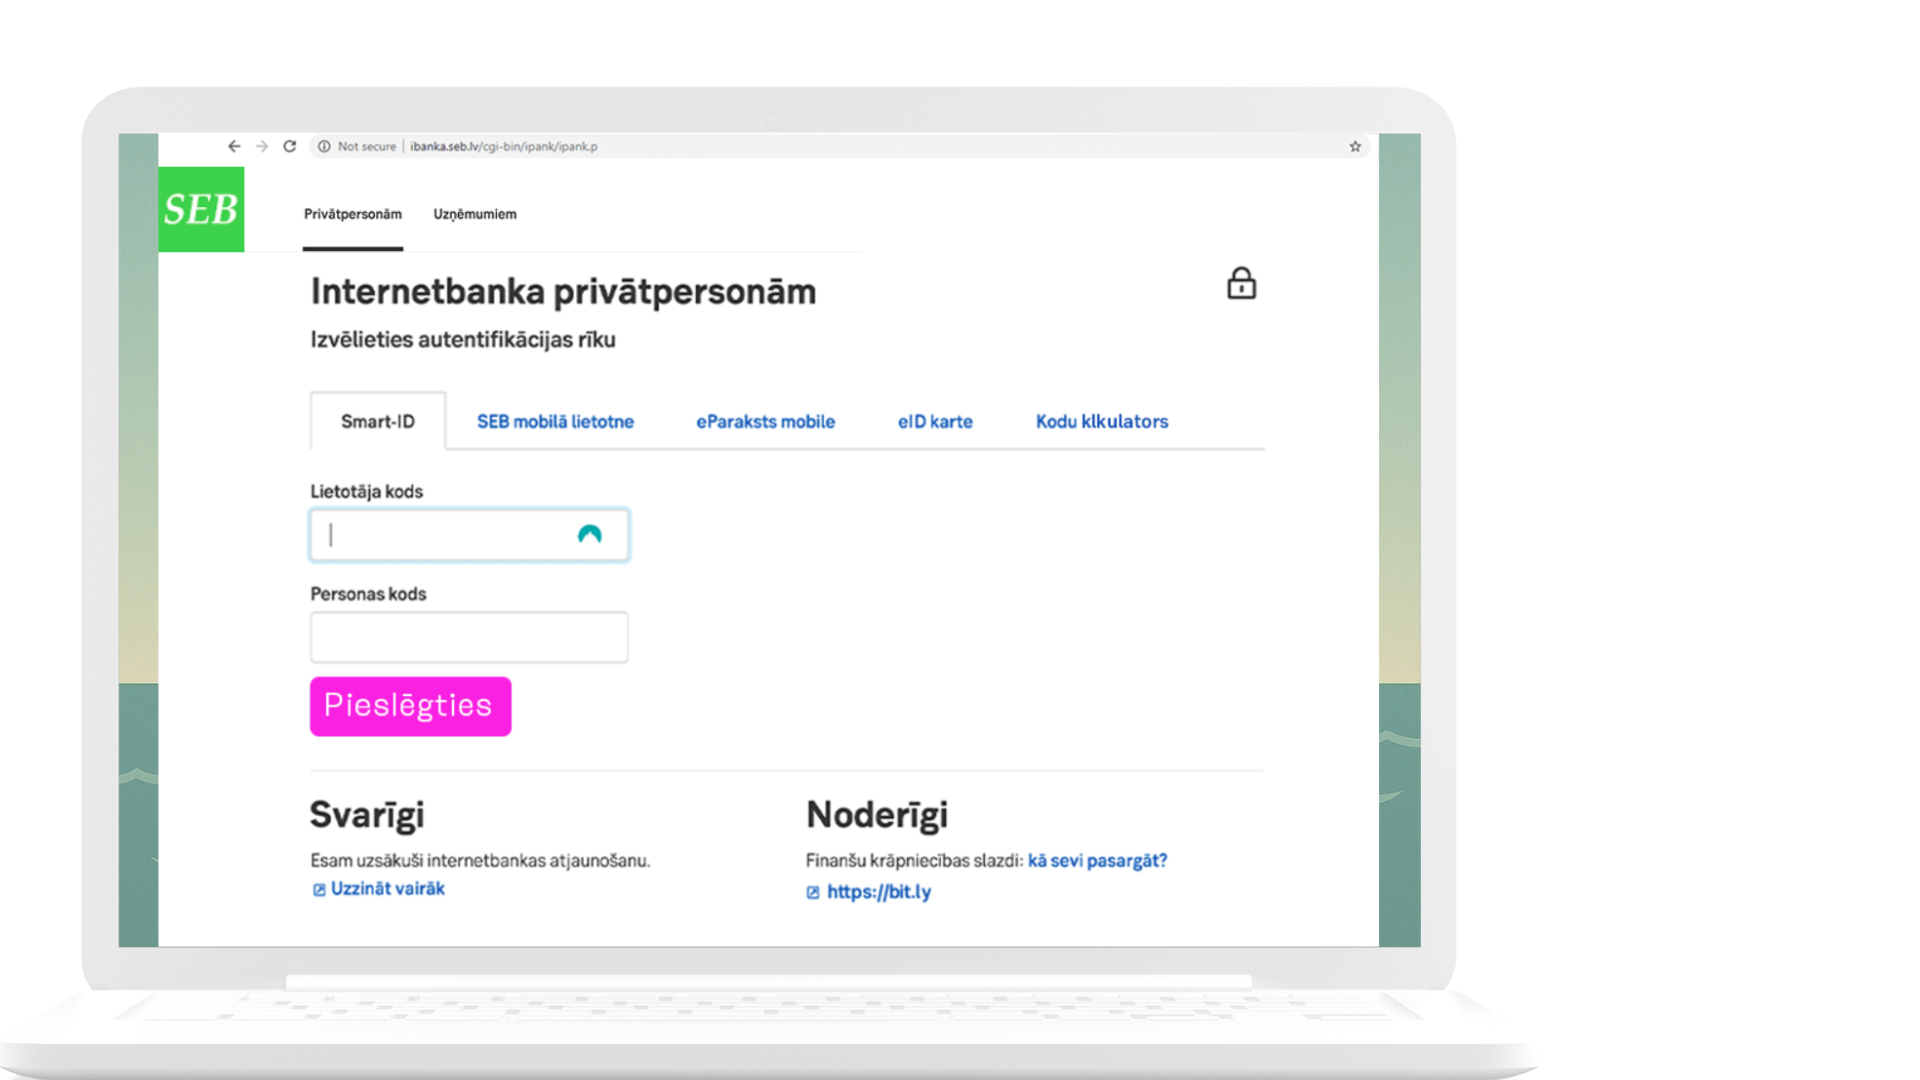 Not secure | ibanka.seb.lv/cgi-bin/ipank/ipank.p
SEB
Privātpersonām Uzņēmumiem
Internetbanka privātpersonām
Izvēlieties autentifikācijas rīku
Smart-ID SEB mobilā lietotne eParaksts mobile eID karte Kodu klkulators
Lietotāja kods
Personas kods
Pieslēgties
Svarīgi
Esam uzsākuši internetbankas atjaunošanu.
Uzzināt vairāk
Noderīgi
Finanšu krāpniecības slazdi: kā sevi pasargāt?
https://bit.ly